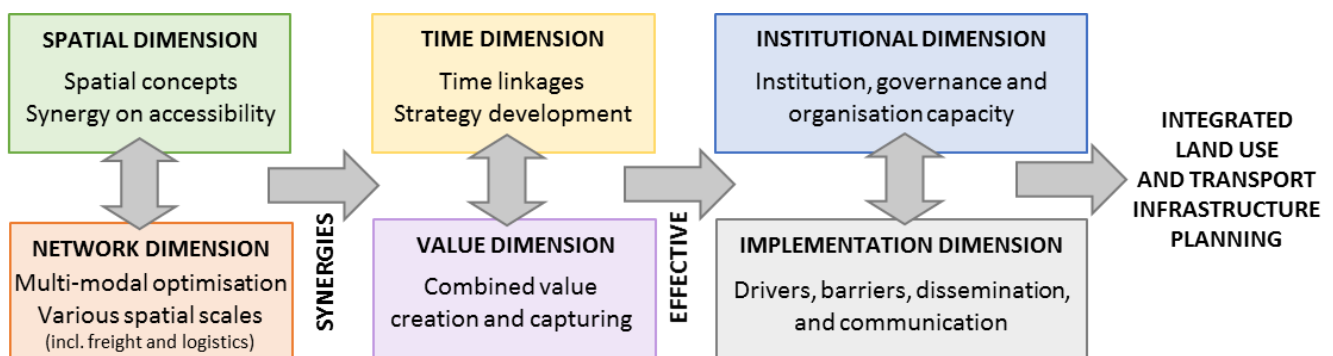 SPATIAL DIMENSION
Spatial concepts
Synergy on accessibility
NETWORK DIMENSION
Multi-modal optimisation
Various spatial scales
(incl. freight and logistics)
SYNERGIES
TIME DIMENSION
Time linkages
Strategy development
VALUE DIMENSION
Combined value
creation and capturing
EFFECTIVE
INSTITUTIONAL DIMENSION
Institution, governance and
organisation capacity
IMPLEMENTATION DIMENSION
Drivers, barriers, dissemination,
and communication
INTEGRATED
LAND USE
AND TRANSPORT
INFRASTRUCTURE
PLANNING